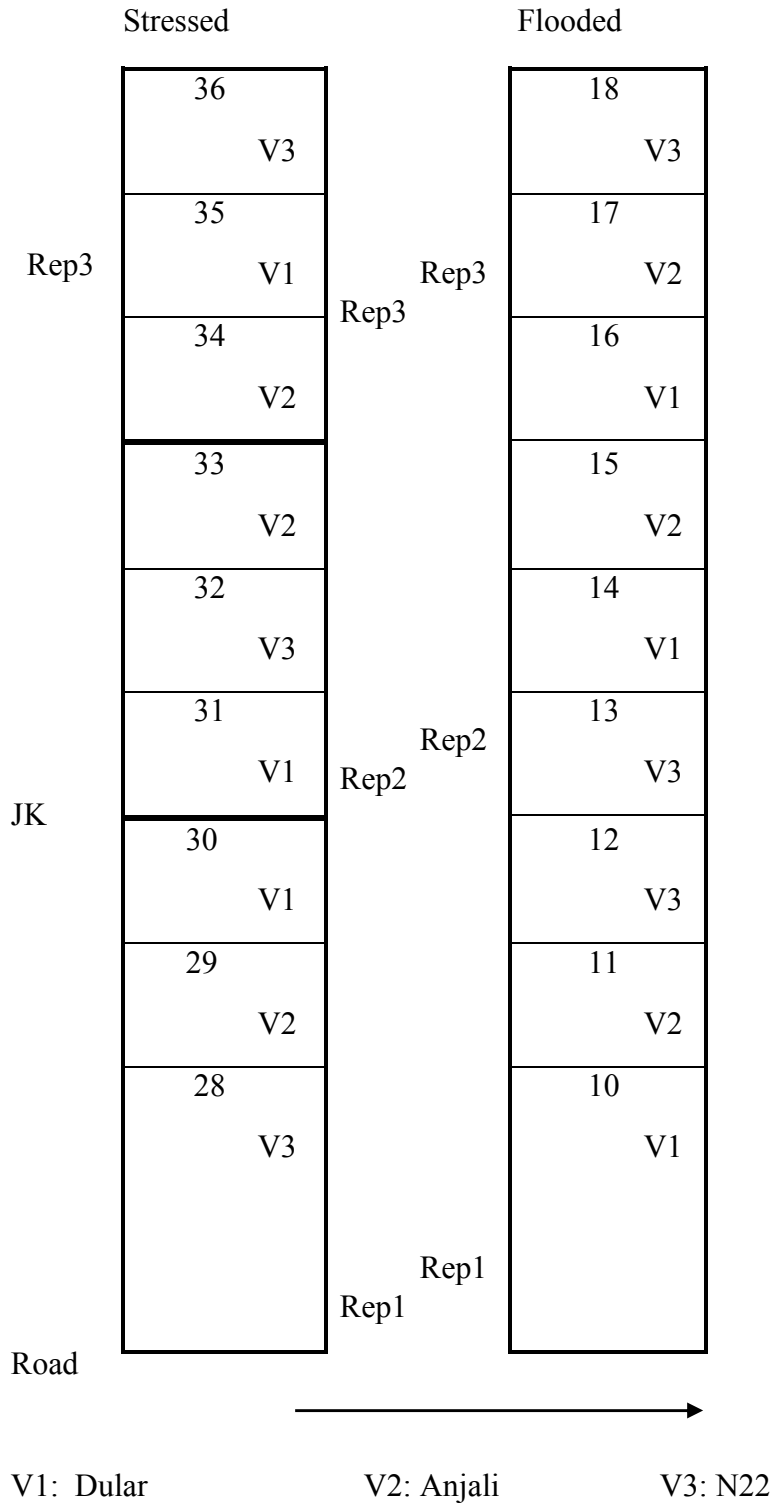 Stressed Flooded
36 18
V3 V3
35 17
Rep3 V1 Rep3 V2
Rep3
34 16
V2 V1
33 15
V2 V2
32 14
V3 V1
31 13
Rep2
V1 Rep2 V3
JK
30 12
V1 V3
29 11
V2 V2
28 10
V3 V1
Rep1
Rep1
Road
V1: Dular V2: Anjali V3: N22